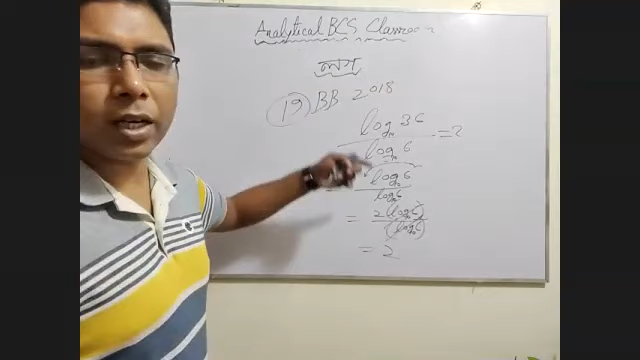 Analytical BCS Classroom
লগ
19) BB 2018
log 36
log 6 = ?
log 6
log 6
= 2 (log 6)
(log 6)
= 2